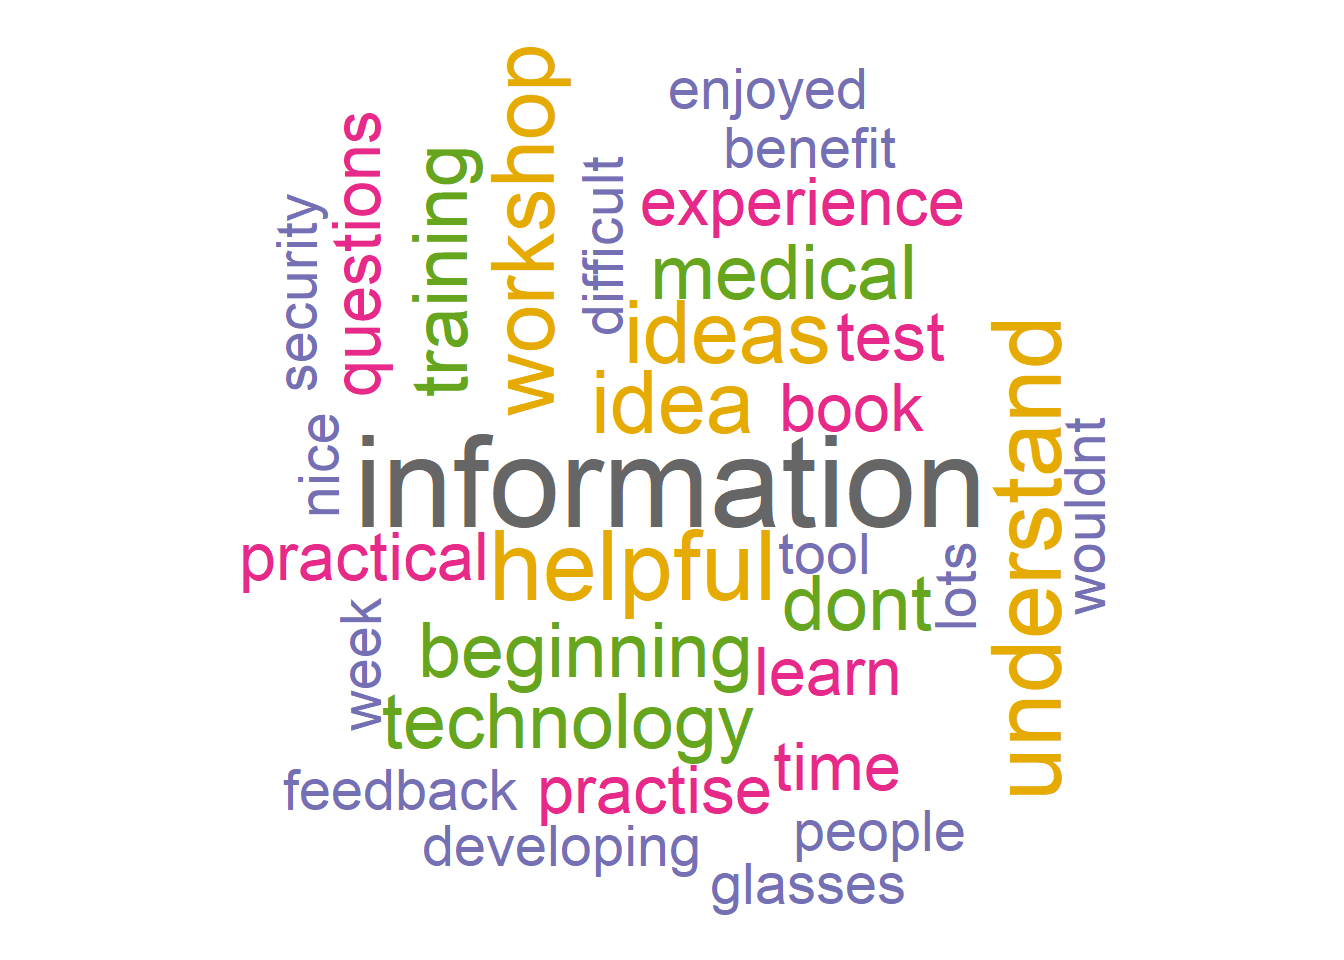 enjoyed
benefit
experience
medical
ideas
test
idea
book
information
practical
helpful
tool
dont
beginning
learn
technology
time
feedback
practise
developing
people
glasses
security
questions
training
workshop
difficult
nice
week
lots
understand
wouldnt